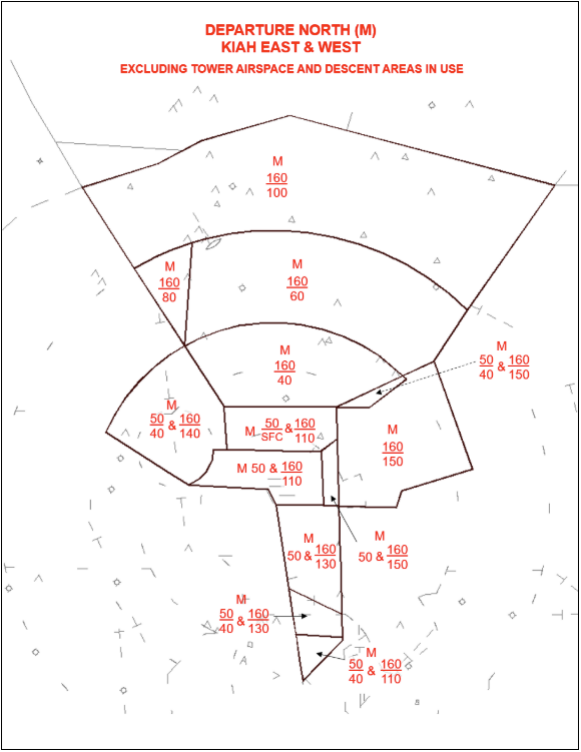 DEPARTURE NORTH (M)
KIAH EAST & WEST
EXCLUDING TOWER AIRSPACE AND DESCENT AREAS IN USE
M
160
100
M
160
80
M
160
60
M
160
40
M
50 & 160
40 150
M
50 & 160
40 140
M 50 & 160
SFC 110
M
160
150
M 50 & 160
110
M
50 & 160
130
M
50 & 160
150
M
50 & 160
40 130
M
50 & 160
40 110